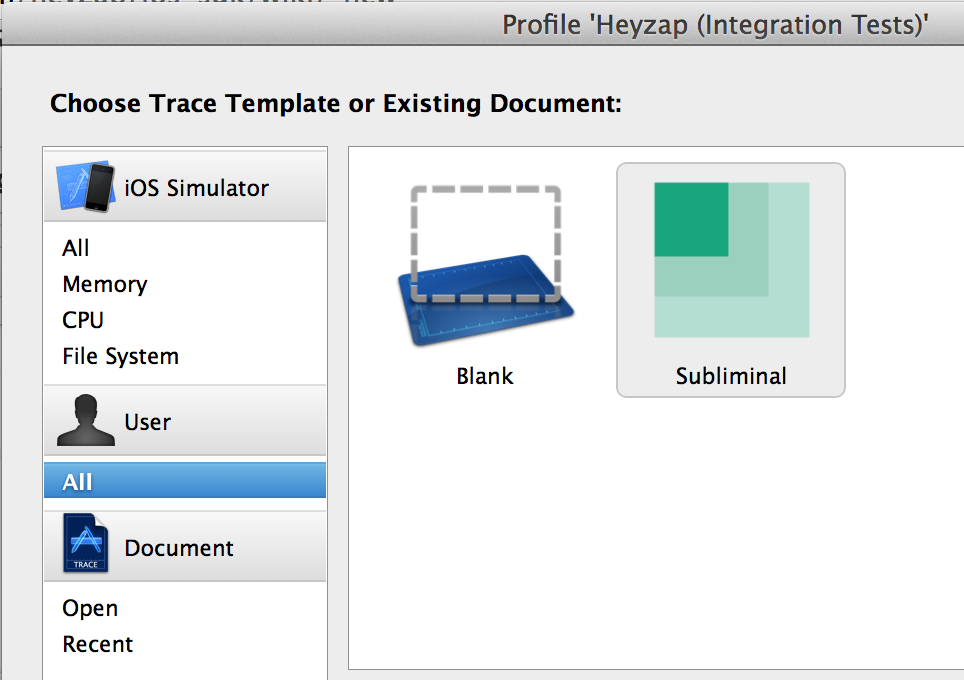 Profile 'Heyzap (Integration Tests)'
Choose Trace Template or Existing Document:
iOS Simulator
All
Memory
CPU
File System
User
All
TRACE
Document
Open
Recent
Blank
Subliminal